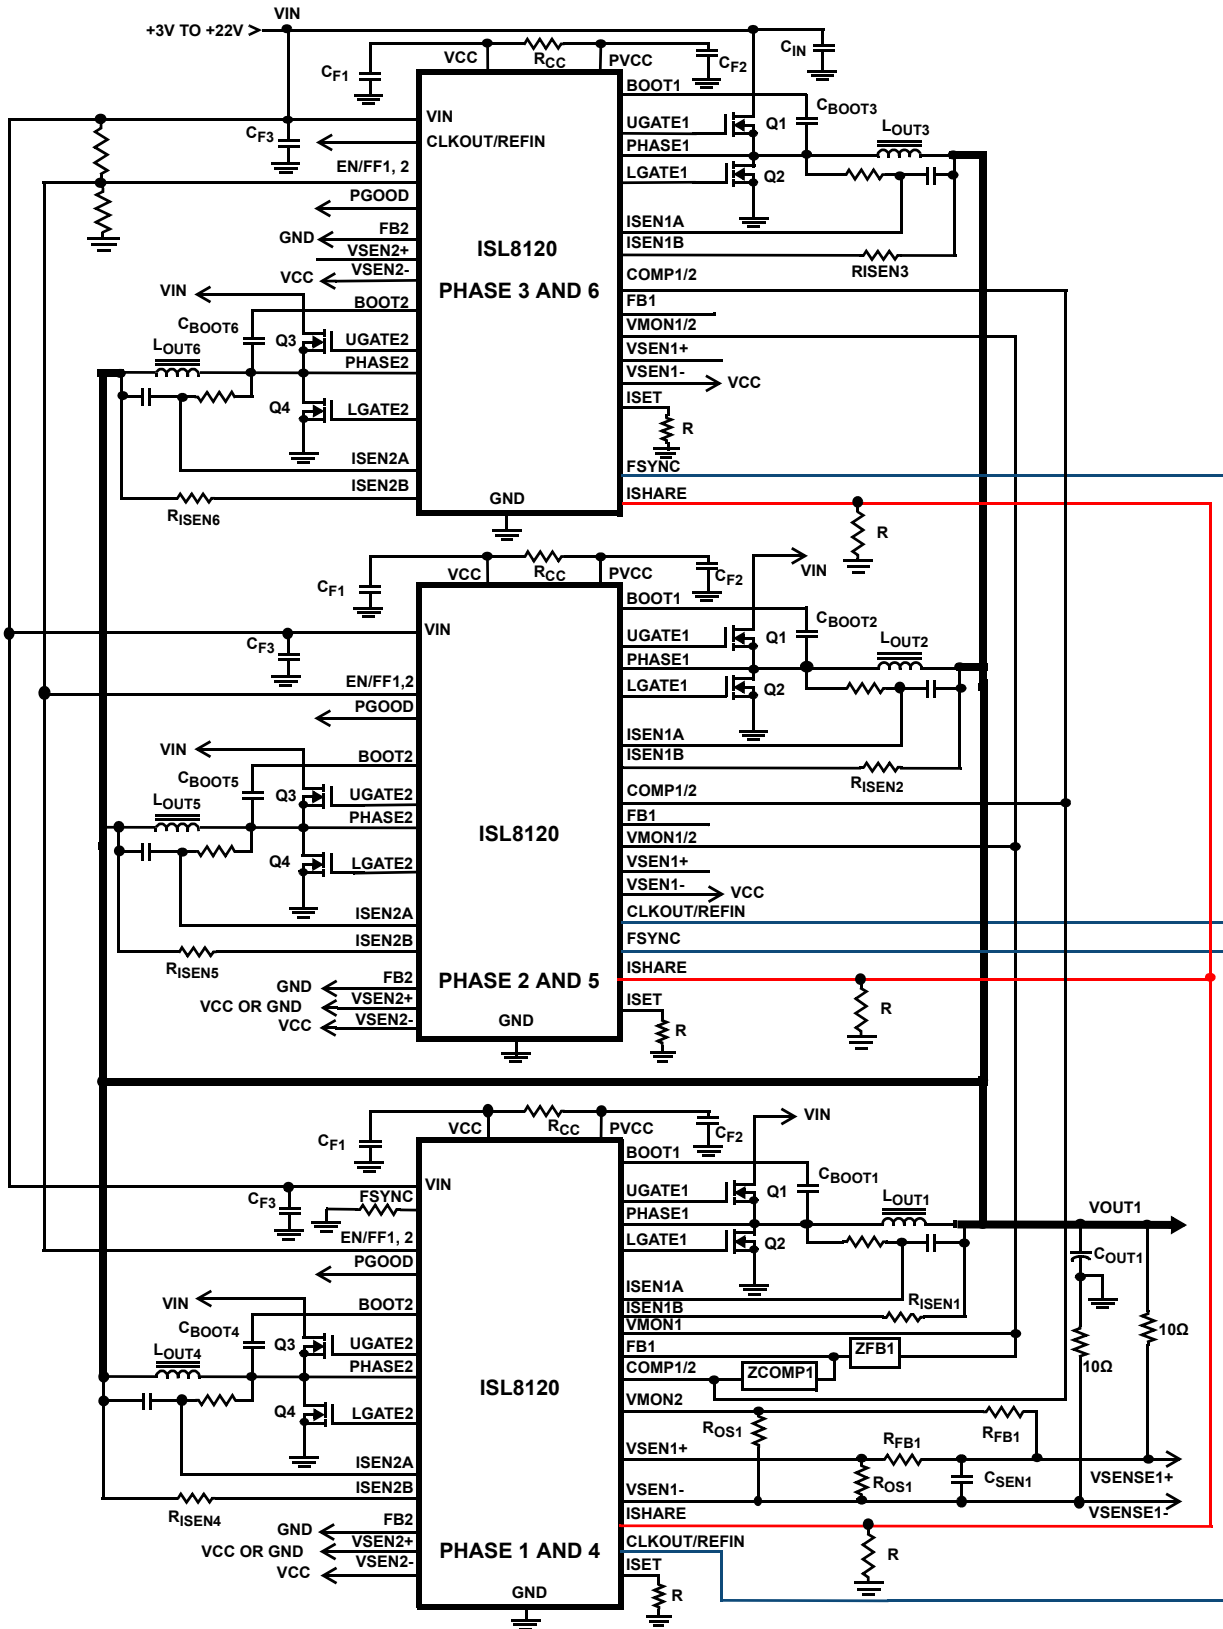 VIN
+3V TO +22V
VCC
RCC
PVCC
CF1
CF2
CIN
VIN
CF3
CLKOUT/REFIN
EN/FF1, 2
PGOOD
GND
FB2
VSEN2+
VCC
VSEN2-
VIN
BOOT2
CBOOT6
LOUT6
Q3
UGATE2
PHASE2
Q4
LGATE2
ISEN2A
ISEN2B
RISEN6
ISL8120
PHASE 3 AND 6
GND
BOOT1
CBOOT3
UGATE1
Q1
LOUT3
PHASE1
LGATE1
Q2
ISEN1A
ISEN1B
RISEN3
COMP1/2
FB1
VMON1/2
VSEN1+
VSEN1-
VCC
ISET
R
FSYNC
ISHARE
R
VCC
RCC
PVCC
CF1
CF2
VIN
VIN
CF3
EN/FF1,2
PGOOD
VIN
BOOT2
CBOOT5
LOUT5
Q3
UGATE2
PHASE2
Q4
LGATE2
ISEN2A
ISEN2B
RISEN5
GND
FB2
VCC OR GND
VSEN2+
VCC
VSEN2-
ISL8120
PHASE 2 AND 5
GND
BOOT1
CBOOT2
UGATE1
Q1
LOUT2
PHASE1
LGATE1
Q2
ISEN1A
ISEN1B
RISEN2
COMP1/2
FB1
VMON1/2
VSEN1+
VSEN1-
VCC
CLKOUT/REFIN
FSYNC
ISHARE
R
ISET
R
VCC
RCC
PVCC
CF1
CF2
VIN
VIN
CF3
FSYNC
EN/FF1, 2
PGOOD
VIN
BOOT2
CBOOT4
LOUT4
Q3
UGATE2
PHASE2
Q4
LGATE2
ISEN2A
ISEN2B
RISEN4
GND
FB2
VCC OR GND
VSEN2+
VCC
VSEN2-
ISL8120
PHASE 1 AND 4
GND
BOOT1
CBOOT1
UGATE1
Q1
LOUT1
PHASE1
VOUT1
LGATE1
Q2
COUT1
ISEN1A
ISEN1B
RISEN1
VMON1
FB1
ZFB1
10Ω
10Ω
COMP1/2
ZCOMP1
VMON2
ROS1
RFB1
RFB1
VSEN1+
VSENSE1+
ROS1
CSEN1
VSEN1-
VSENSE1-
ISHARE
R
CLKOUT/REFIN
ISET
R